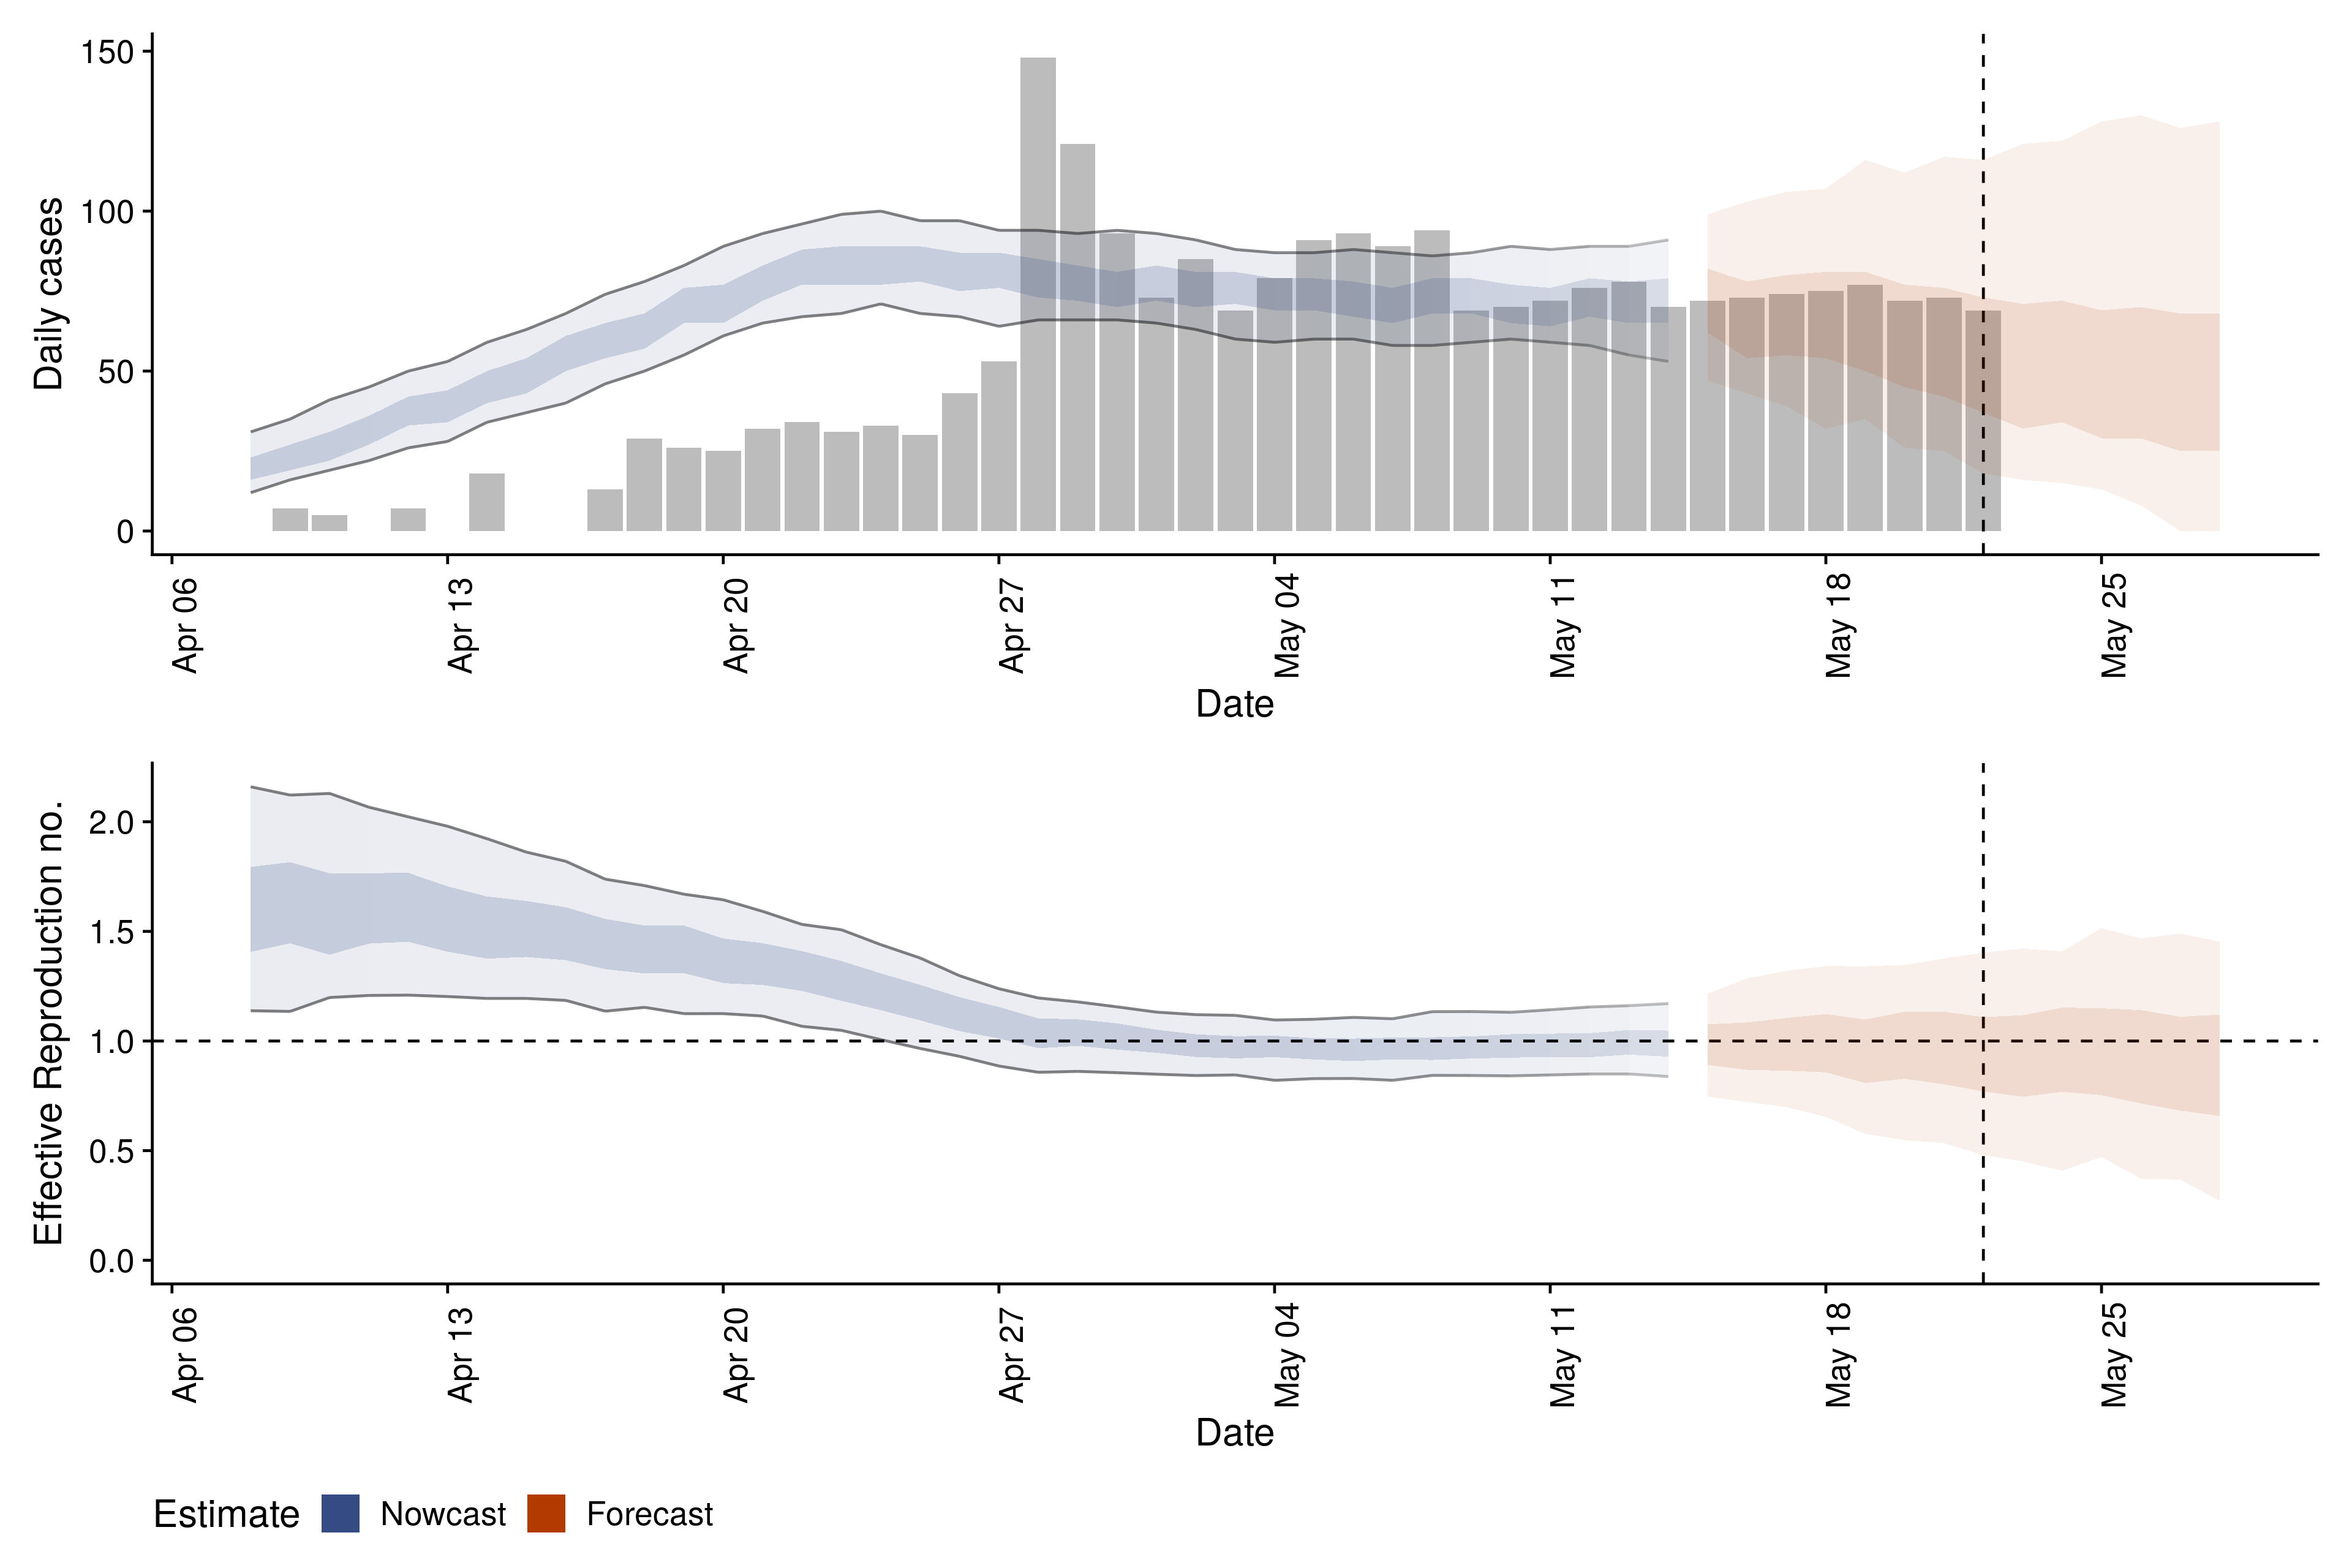 Daily cases
150
100
50
0
Apr 06
Apr 13
Apr 20
Apr 27
May 04
May 11
May 18
May 25
Date
Effective Reproduction no.
2.0
1.5
1.0
0.5
0.0
Apr 06
Apr 13
Apr 20
Apr 27
May 04
May 11
May 18
May 25
Date
Estimate Nowcast Forecast